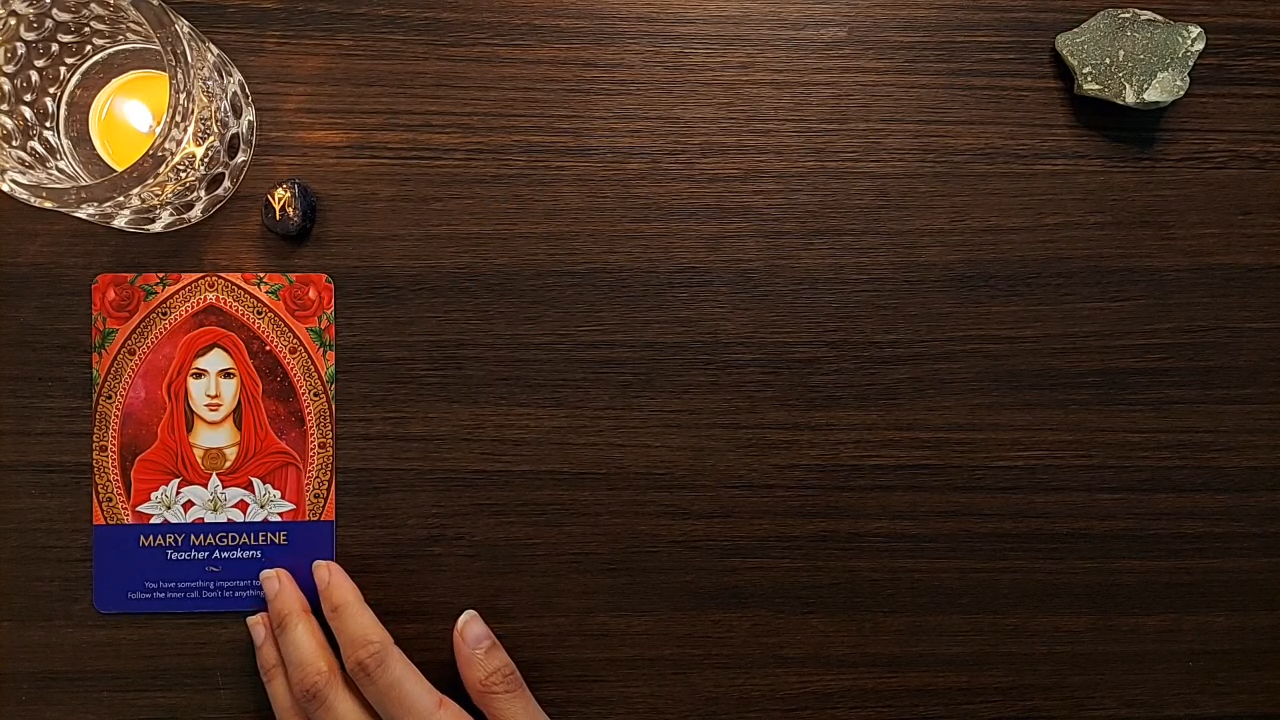 MARY MAGDALENE
Teacher Awakens
You have something important to
Follow the inner call. Don't let anything